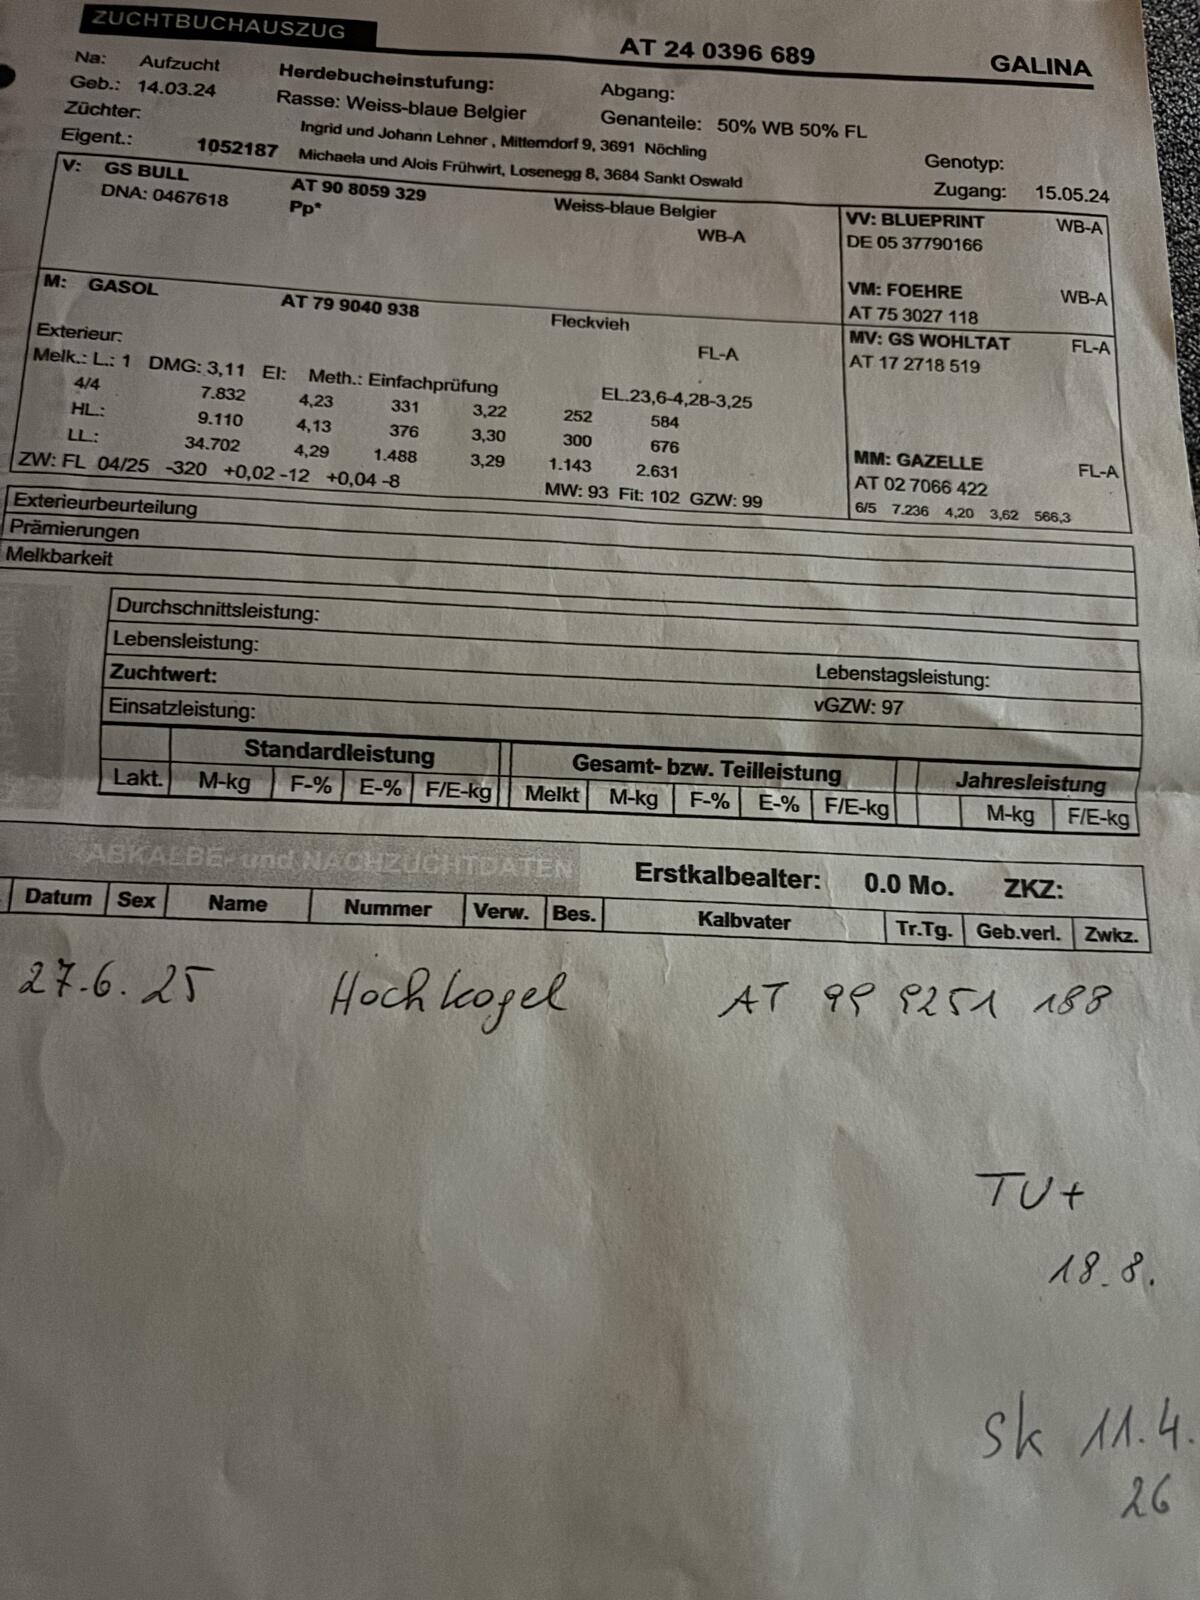 ZUCHTBUCHAUSZUG AT 24 0396 689 GALINA
Na: Aufzucht Herdebucheinstufung: Abgang:
Geb.: 14.03.24 Rasse: Weiss-blaue Belgier Genanteile: 50% WB 50% FL
Züchter: Ingrid und Johann Lehner , Mitterndorf 9, 3691 Nöchling Genotyp:
Eigent.: 1052187 Michaela und Alois Frühwirt, Losenegg 8, 3684 Sankt Oswald Zugang: 15.05.24
V: GS BULL AT 90 8059 329 Weiss-blaue Belgier VV: BLUEPRINT WB-A
DNA: 0467618 Pp* WB-A DE 05 37790166
VM: FOEHRE WB-A
AT 75 3027 118
M: GASOL AT 79 9040 938 Fleckvieh MV: GS WOHLTAT FL-A
Exterieur: FL-A AT 17 2718 519
Melk.: L.: 1 DMG: 3,11 EI: Meth.: Einfachprüfung EL.23,6-4,28-3,25
4/4 7.832 4,23 331 3,22 252 584
HL.: 9.110 4,13 376 3,30 300 676
LL.: 34.702 4,29 1.488 3,29 1.143 2.631 MM: GAZELLE FL-A
ZW: FL 04/25 -320 +0,02 -12 +0,04 -8 MW: 93 Fit: 102 GZW: 99 AT 02 7066 422
6/5 7.236 4,20 3,62 566,3
Exterieurbeurteilung
Prämierungen
Melkbarkeit
Durchschnittsleistung:
Lebensleistung:
Zuchtwert: Lebenstagsleistung:
Einsatzleistung: vGZW: 97
Standardleistung Gesamt- bzw. Teilleistung Jahresleistung
Lakt. M-kg F-% E-% F/E-kg Melkt M-kg F-% E-% F/E-kg M-kg F/E-kg
ABKALBE- und NACHZUCHTDATEN Erstkalbealter: 0.0 Mo. ZKZ:
Datum Sex Name Nummer Verw. Bes. Kalbvater Tr.Tg. Geb.verl. Zwkz.
27.6.25 Hochkogel AT 99 9251 188
TU+
18.8.
Sk 11.4.
26